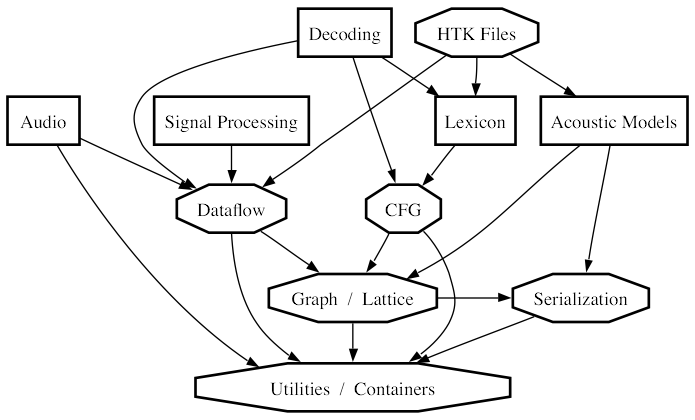 Decoding
HTK Files
Audio
Signal Processing
Lexicon
Acoustic Models
Dataflow
CFG
Graph / Lattice
Serialization
Utilities / Containers